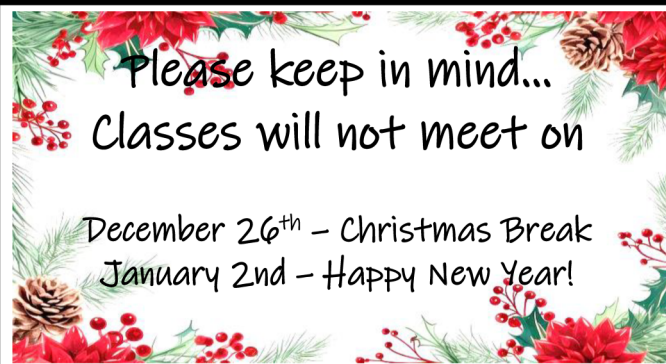 Please keep in mind...
Classes will not meet on
December 26th – Christmas Break
January 2nd – Happy New Year!